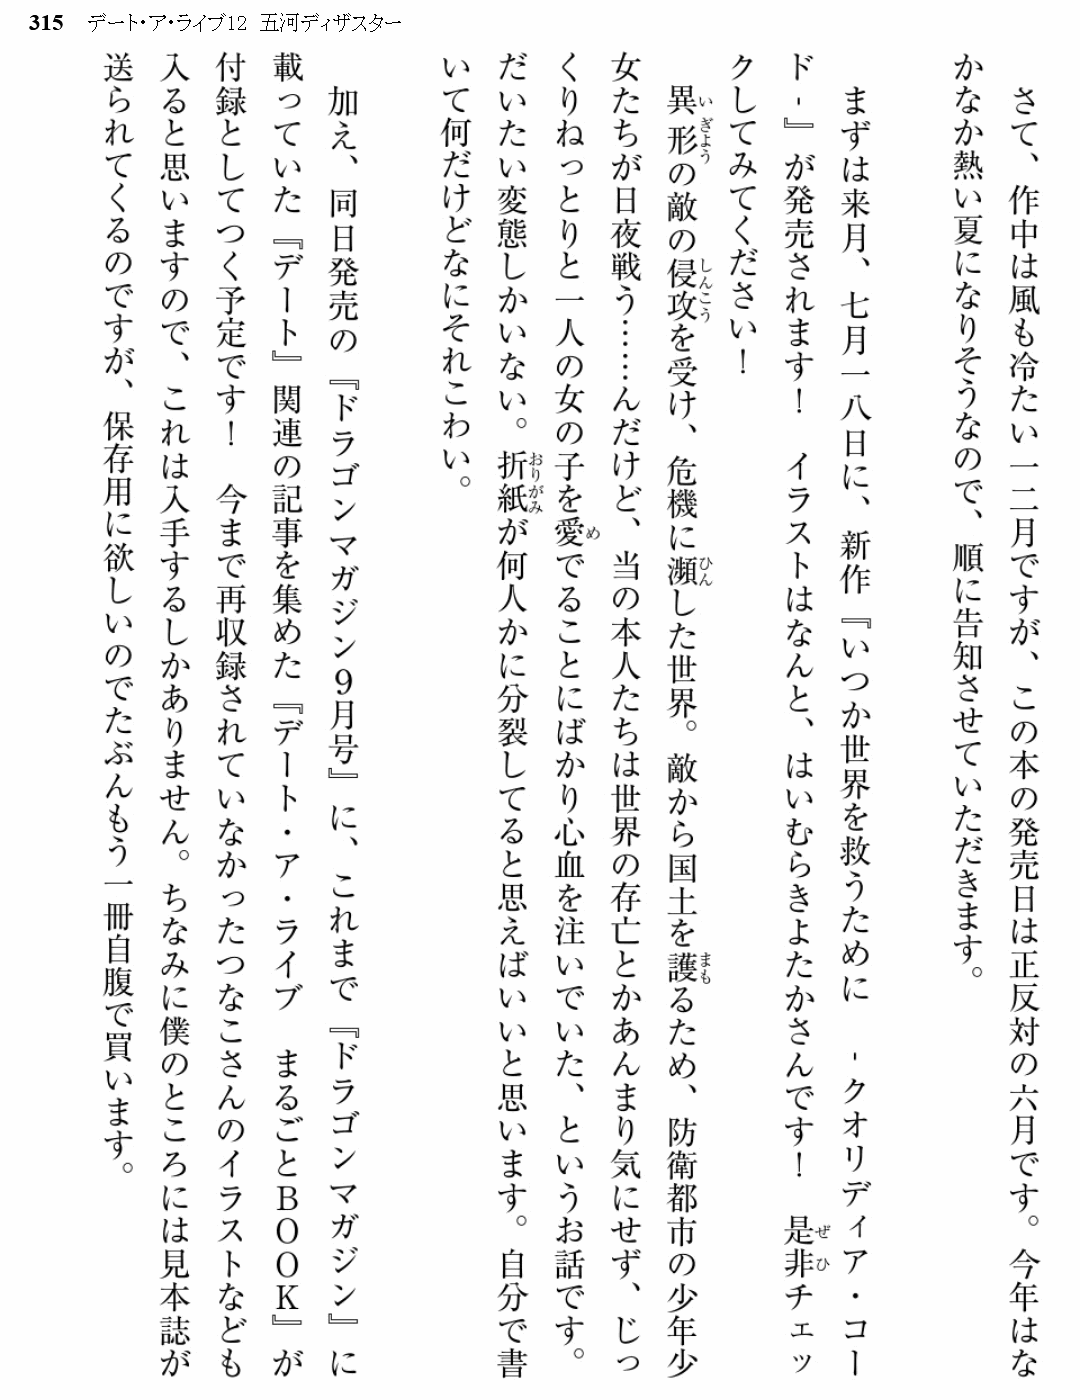 315 デート・ア・ライブ12 五河ディザスター
さて、作中は風も冷たい一二月ですが、この本の発売日は正反対の六月です。今年はな
かなか熱い夏になりそうなので、順に告知させていただきます。
まずは来月、七月一八日に、新作『いつか世界を救うために -クオリディア・コー
ド-』が発売されます! イラストはなんと、はいむらきよたかさんです! 是非チェッ
クしてみてください!
異形の敵の侵攻を受け、危機に瀕した世界。敵から国土を護るため、防衛都市の少年少
女たちが日夜戦う……んだけど、当の本人たちは世界の存亡とかあんまり気にせず、じっ
くりねっとりと一人の女の子を愛でることにばかり心血を注いでいた、というお話です。
だいたい変態しかいない。折紙が何人かに分裂してると思えばいいと思います。自分で書
いて何だけどなにそれこわい。
加え、同日発売の『ドラゴンマガジン9月号』に、これまで『ドラゴンマガジン』に
載っていた『デート』関連の記事を集めた『デート・ア・ライブ まるごとBOOK』が
付録としてつく予定です! 今まで再収録されていなかったつなこさんのイラストなども
入ると思いますので、これは入手するしかありません。ちなみに僕のところには見本誌が
送られてくるのですが、保存用に欲しいのでたぶんもう一冊自腹で買います。